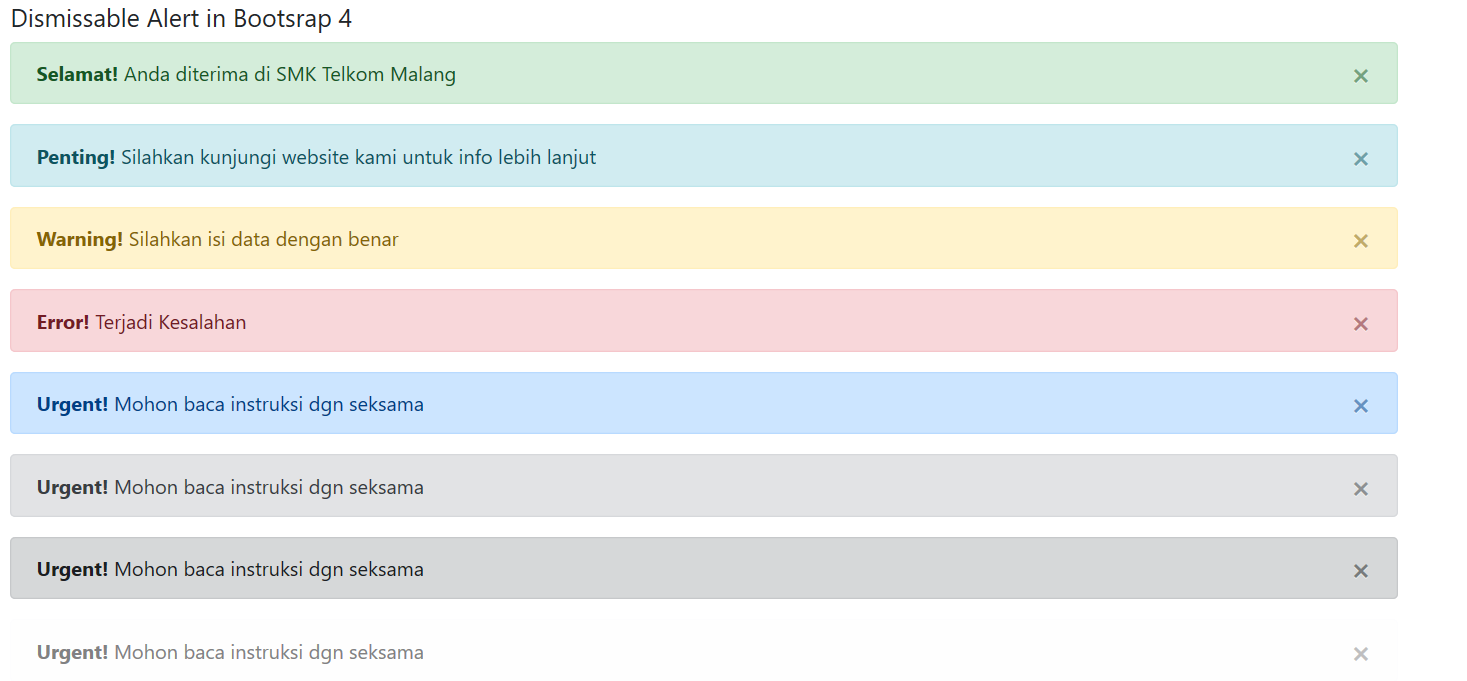 Dismissable Alert in Bootsrap 4
Selamat! Anda diterima di SMK Telkom Malang ×
Penting! Silahkan kunjungi website kami untuk info lebih lanjut ×
Warning! Silahkan isi data dengan benar ×
Error! Terjadi Kesalahan ×
Urgent! Mohon baca instruksi dgn seksama ×
Urgent! Mohon baca instruksi dgn seksama ×
Urgent! Mohon baca instruksi dgn seksama ×
Urgent! Mohon baca instruksi dgn seksama ×